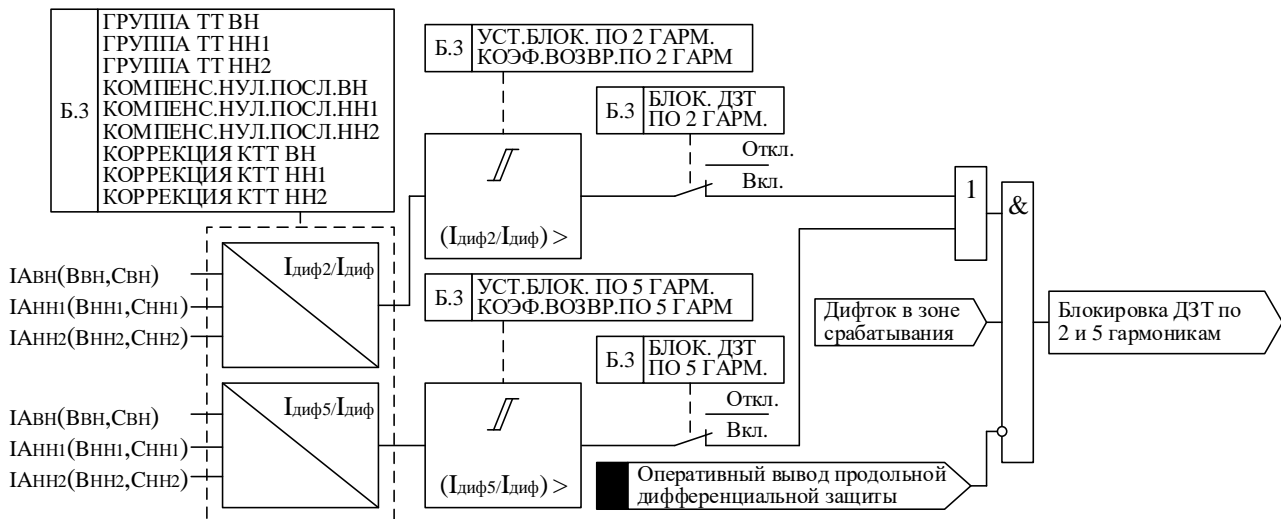 Б.3
ГРУППА ТТ ВН
ГРУППА ТТ НН1
ГРУППА ТТ НН2
КОМПЕНС.НУЛ.ПОСЛ.ВН
КОМПЕНС.НУЛ.ПОСЛ.НН1
КОМПЕНС.НУЛ.ПОСЛ.НН2
КОРРЕКЦИЯ КТТ ВН
КОРРЕКЦИЯ КТТ НН1
КОРРЕКЦИЯ КТТ НН2
Б.3
УСТ.БЛОК. ПО 2 ГАРМ.
КОЭФ.ВОЗВР.ПО 2 ГАРМ
Б.3
БЛОК. ДЗТ
ПО 2 ГАРМ.
Откл.
Вкл.
(Iдиф2/Iдиф) >
1
&
IAВН(BВН,CВН)
IAНН1(BНН1,CНН1)
IAНН2(BНН2,CНН2)
Iдиф2/Iдиф
Б.3
УСТ.БЛОК. ПО 5 ГАРМ.
КОЭФ.ВОЗВР.ПО 5 ГАРМ
Дифток в зоне
срабатывания
Блокировка ДЗТ по
2 и 5 гармоникам
Б.3
БЛОК. ДЗТ
ПО 5 ГАРМ.
Откл.
Вкл.
IAВН(BВН,CВН)
IAНН1(BНН1,CНН1)
IAНН2(BНН2,CНН2)
Iдиф5/Iдиф
(Iдиф5/Iдиф) >
Оперативный вывод продольной
дифференциальной защиты